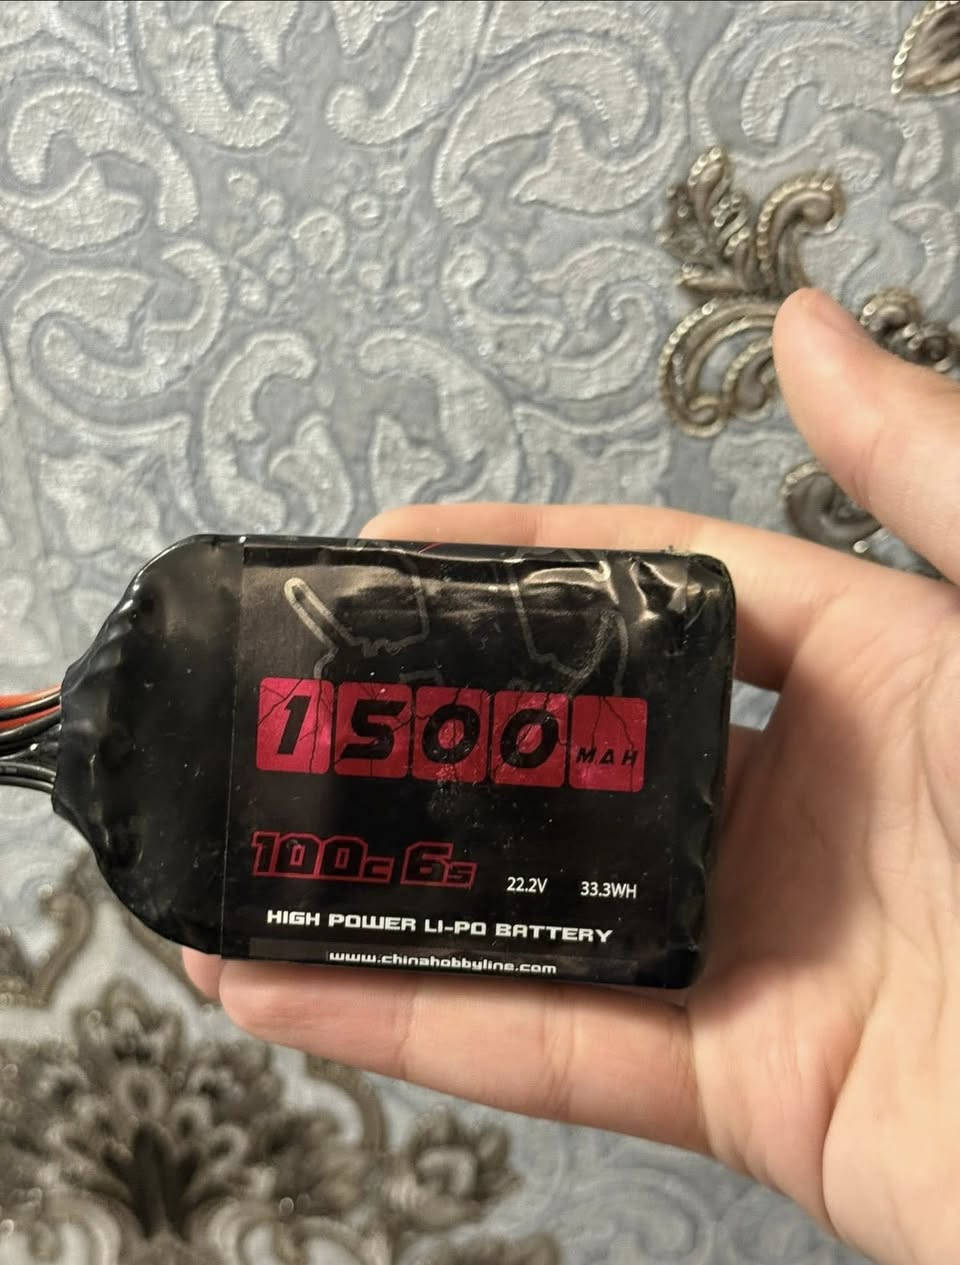 1500MAH
100c 6s
22.2V 33.3WH
HIGH POWER LI-PO BATTERY
www.chinahobbyline.com